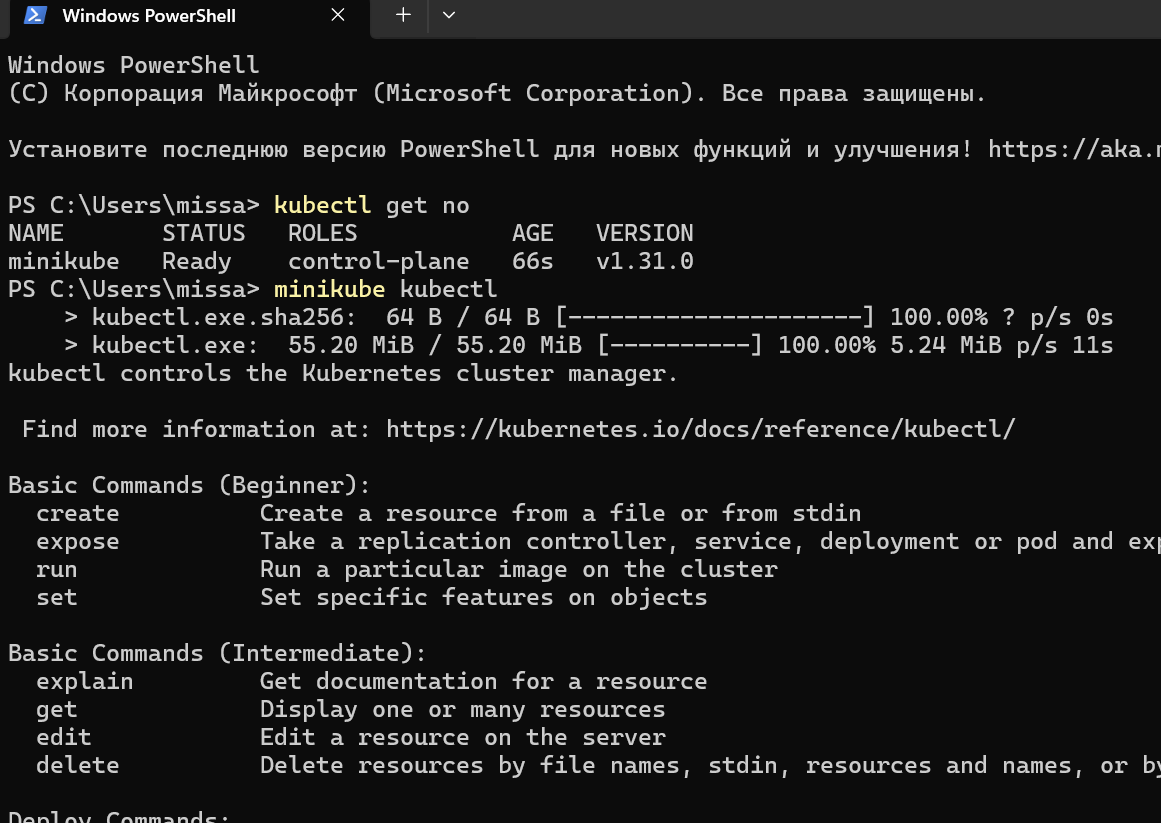 Windows PowerShell
Windows PowerShell
(C) Корпорация Майкрософт (Microsoft Corporation). Все права защищены.
Установите последнюю версию PowerShell для новых функций и улучшения! https://aka.
PS C:\Users\missa> kubectl get no
NAME STATUS ROLES AGE VERSION
minikube Ready control-plane 66s v1.31.0
PS C:\Users\missa> minikube kubectl
> kubectl.exe.sha256: 64 B / 64 B [---------------------] 100.00% ? p/s 0s
> kubectl.exe: 55.20 MiB / 55.20 MiB [----------] 100.00% 5.24 MiB p/s 11s
kubectl controls the Kubernetes cluster manager.
Find more information at: https://kubernetes.io/docs/reference/kubectl/
Basic Commands (Beginner):
create Create a resource from a file or from stdin
expose Take a replication controller, service, deployment or pod and exp
run Run a particular image on the cluster
set Set specific features on objects
Basic Commands (Intermediate):
explain Get documentation for a resource
get Display one or many resources
edit Edit a resource on the server
delete Delete resources by file names, stdin, resources and names, or by
Deploy Commands: